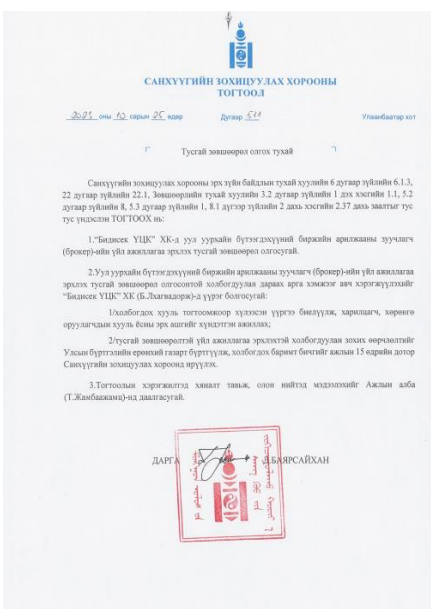 САНХҮҮГИЙН ЗОХИЦУУЛАХ ХОРООНЫ
ТОГТООЛ
2023 оны 10 сарын 25 өдөр Дугаар 511 Улаанбаатар хот
Тусгай зөвшөөрөл олгох тухай
Санхүүгийн зохицуулах хорооны эрх зүйн байдлын тухай хуулийн 6 дугаар зүйлийн 6.1.3,
22 дугаар зүйлийн 22.1, Зөвшөөрлийн тухай хуулийн 3.2 дугаар зүйлийн 1 дэх хэсгийн 1.1, 5.2
дугаар зүйлийн 8, 5.3 дугаар зүйлийн 1, 8.1 дүгээр зүйлийн 2 дахь хэсгийн 2.37 дахь заалтыг тус
тус үндэслэн ТОГТООХ нь:
1."Бидисек ҮЦК" ХК-д уул уурхайн бүтээгдэхүүний биржийн арилжааны зуучлагч
(брокер)-ийн үйл ажиллагаа эрхлэх тусгай зөвшөөрөл олгосугай.
2.Уул уурхайн бүтээгдэхүүний биржийн арилжааны зуучлагч (брокер)-ийн үйл ажиллагаа
эрхлэх тусгай зөвшөөрөл олгосонтой холбогдуулан дараах арга хэмжээг авч хэрэгжүүлэхийг
"Бидисек ҮЦК" ХК (Б.Лхагвадорж)-д үүрэг болгосугай:
1/холбогдох хууль тогтоомжоор хүлээсэн үүргээ биелүүлж, харилцагч, хөрөнгө
оруулагчдын хууль ёсны эрх ашгийг хүндэтгэн ажиллах;
2/тусгай зөвшөөрөлтэй үйл ажиллагаа эрхлэхтэй холбогдуулан зохих өөрчлөлтийг
Улсын бүртгэлийн ерөнхий газарт бүртгүүлж, холбогдох баримт бичгийг ажлын 15 өдрийн дотор
Санхүүгийн зохицуулах хороонд ирүүлэх.
3.Тогтоолын хэрэгжилтэд хяналт тавьж, олон нийтэд мэдээлэхийг Ажлын алба
(Т.Жамбаажамц)-нд даалгасугай.
ДАРГА Д.БАЯРСАЙХАН